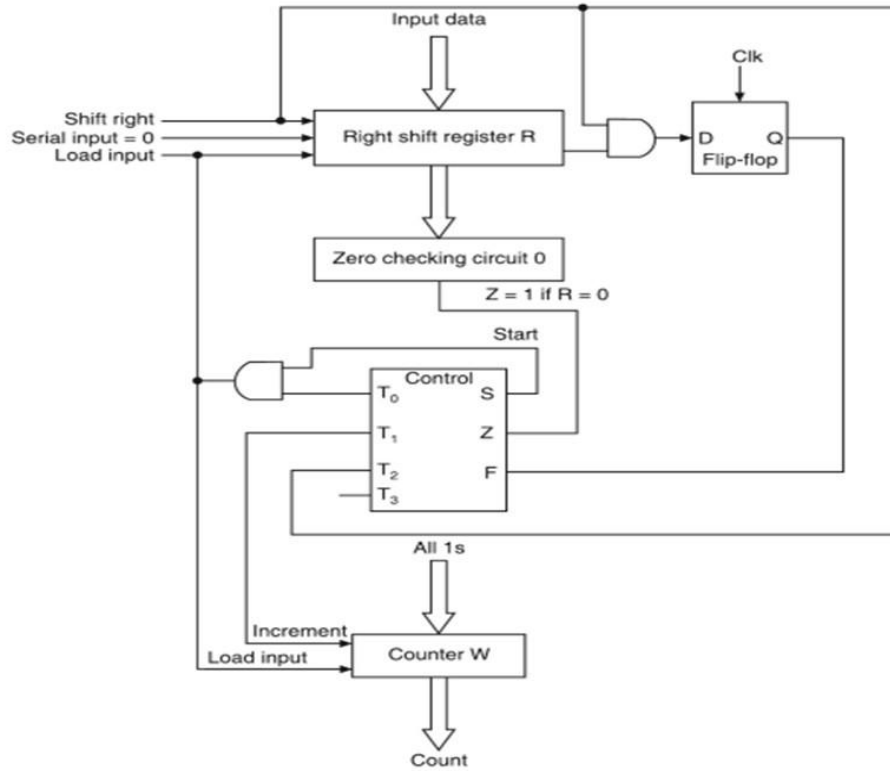 Input data
Clk
Shift right
Serial input = 0
Load input
Right shift register R
D
Q
Flip-flop
Zero checking circuit 0
Z = 1 if R = 0
Start
Control
T0
S
T1
Z
T2
F
T3
All 1s
Increment
Load input
Counter W
Count